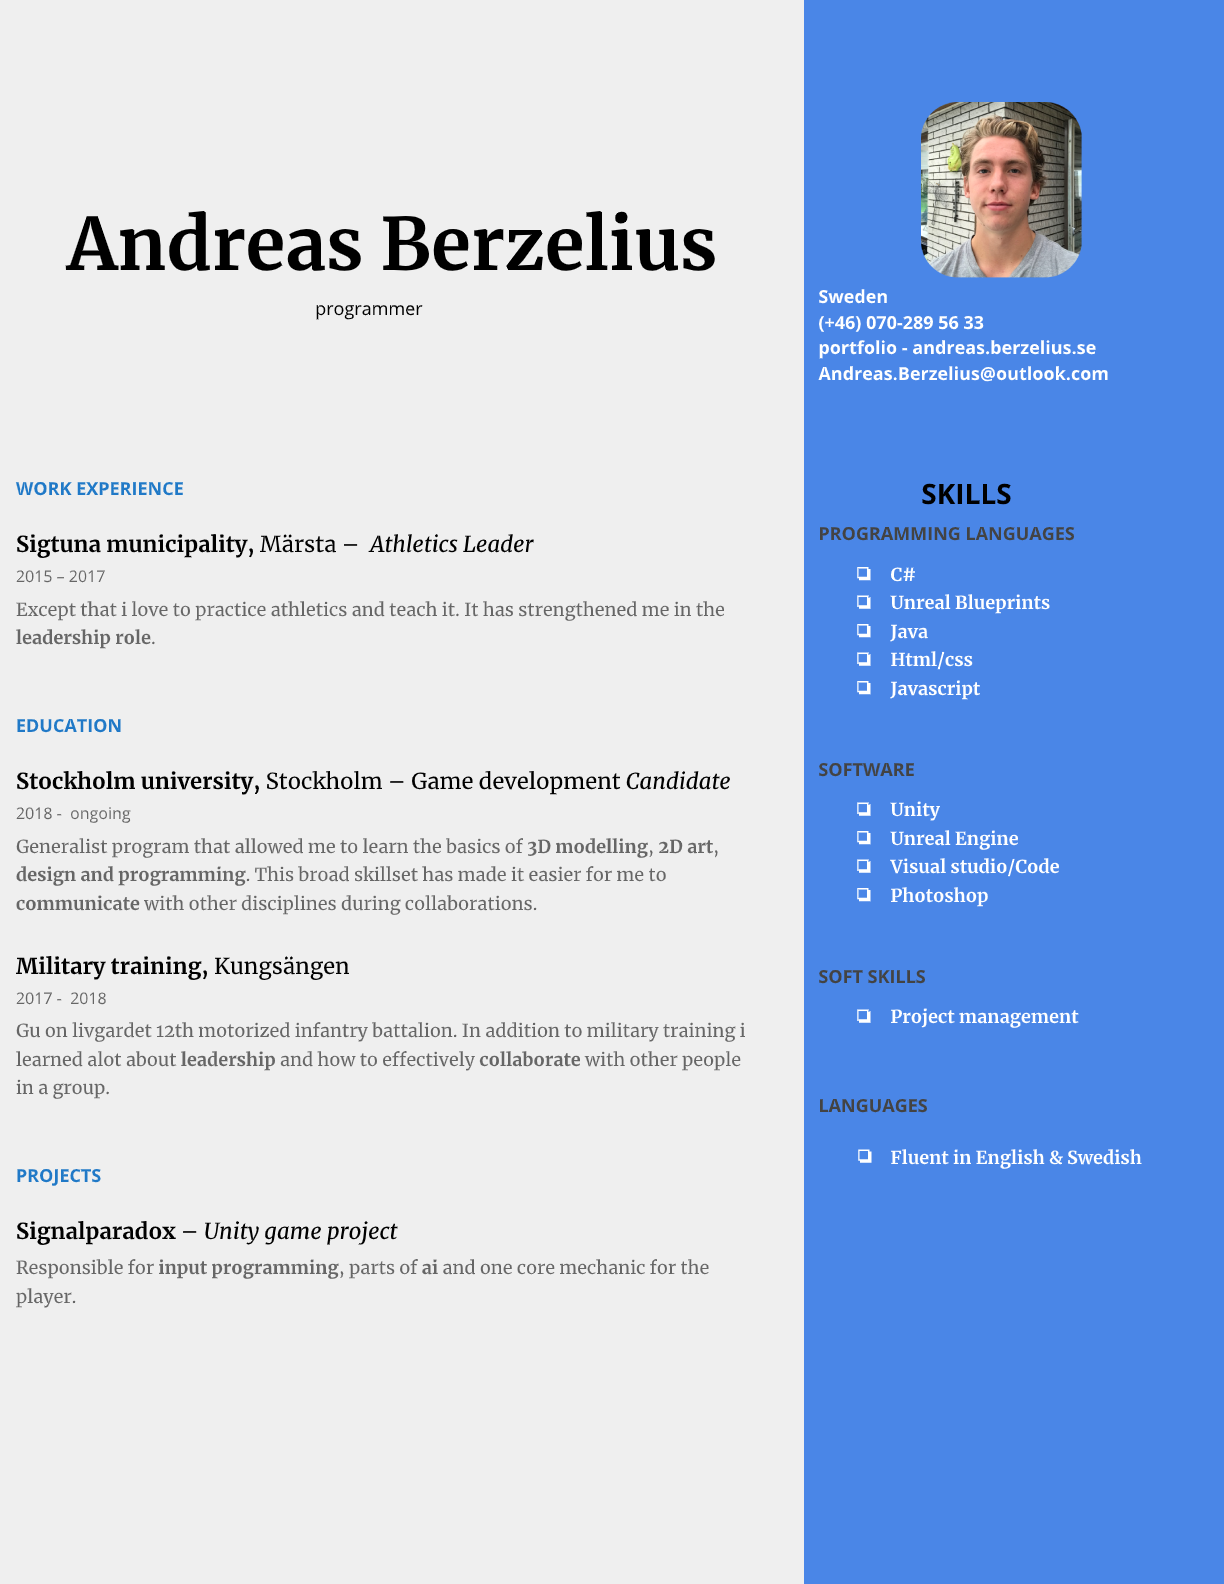 Andreas Berzelius
programmer
Sweden
(+46) 070-289 56 33
portfolio - andreas.berzelius.se
Andreas.Berzelius@outlook.com
WORK EXPERIENCE
Sigtuna municipality, Märsta – Athletics Leader
2015 – 2017
Except that i love to practice athletics and teach it. It has strengthened me in the
leadership role.
EDUCATION
Stockholm university, Stockholm – Game development Candidate
2018 - ongoing
Generalist program that allowed me to learn the basics of 3D modelling, 2D art,
design and programming. This broad skillset has made it easier for me to
communicate with other disciplines during collaborations.
Military training, Kungsängen
2017 - 2018
Gu on livgardet 12th motorized infantry battalion. In addition to military training i
learned alot about leadership and how to effectively collaborate with other people
in a group.
PROJECTS
Signalparadox – Unity game project
Responsible for input programming, parts of ai and one core mechanic for the
player.
SKILLS
PROGRAMMING LANGUAGES
❏ C#
❏ Unreal Blueprints
❏ Java
❏ Html/css
❏ Javascript
SOFTWARE
❏ Unity
❏ Unreal Engine
❏ Visual studio/Code
❏ Photoshop
SOFT SKILLS
❏ Project management
LANGUAGES
❏ Fluent in English & Swedish